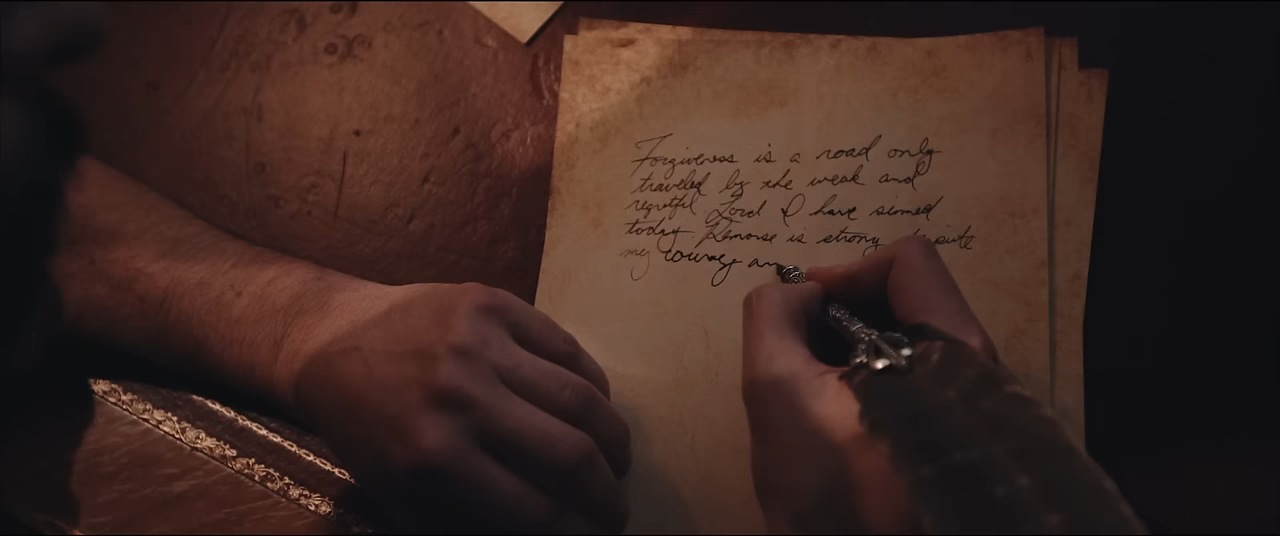 Forgiveness is a road only
traveled by the weak and
regretful Lord I have sinned
today. Remorse is strong
my courage an